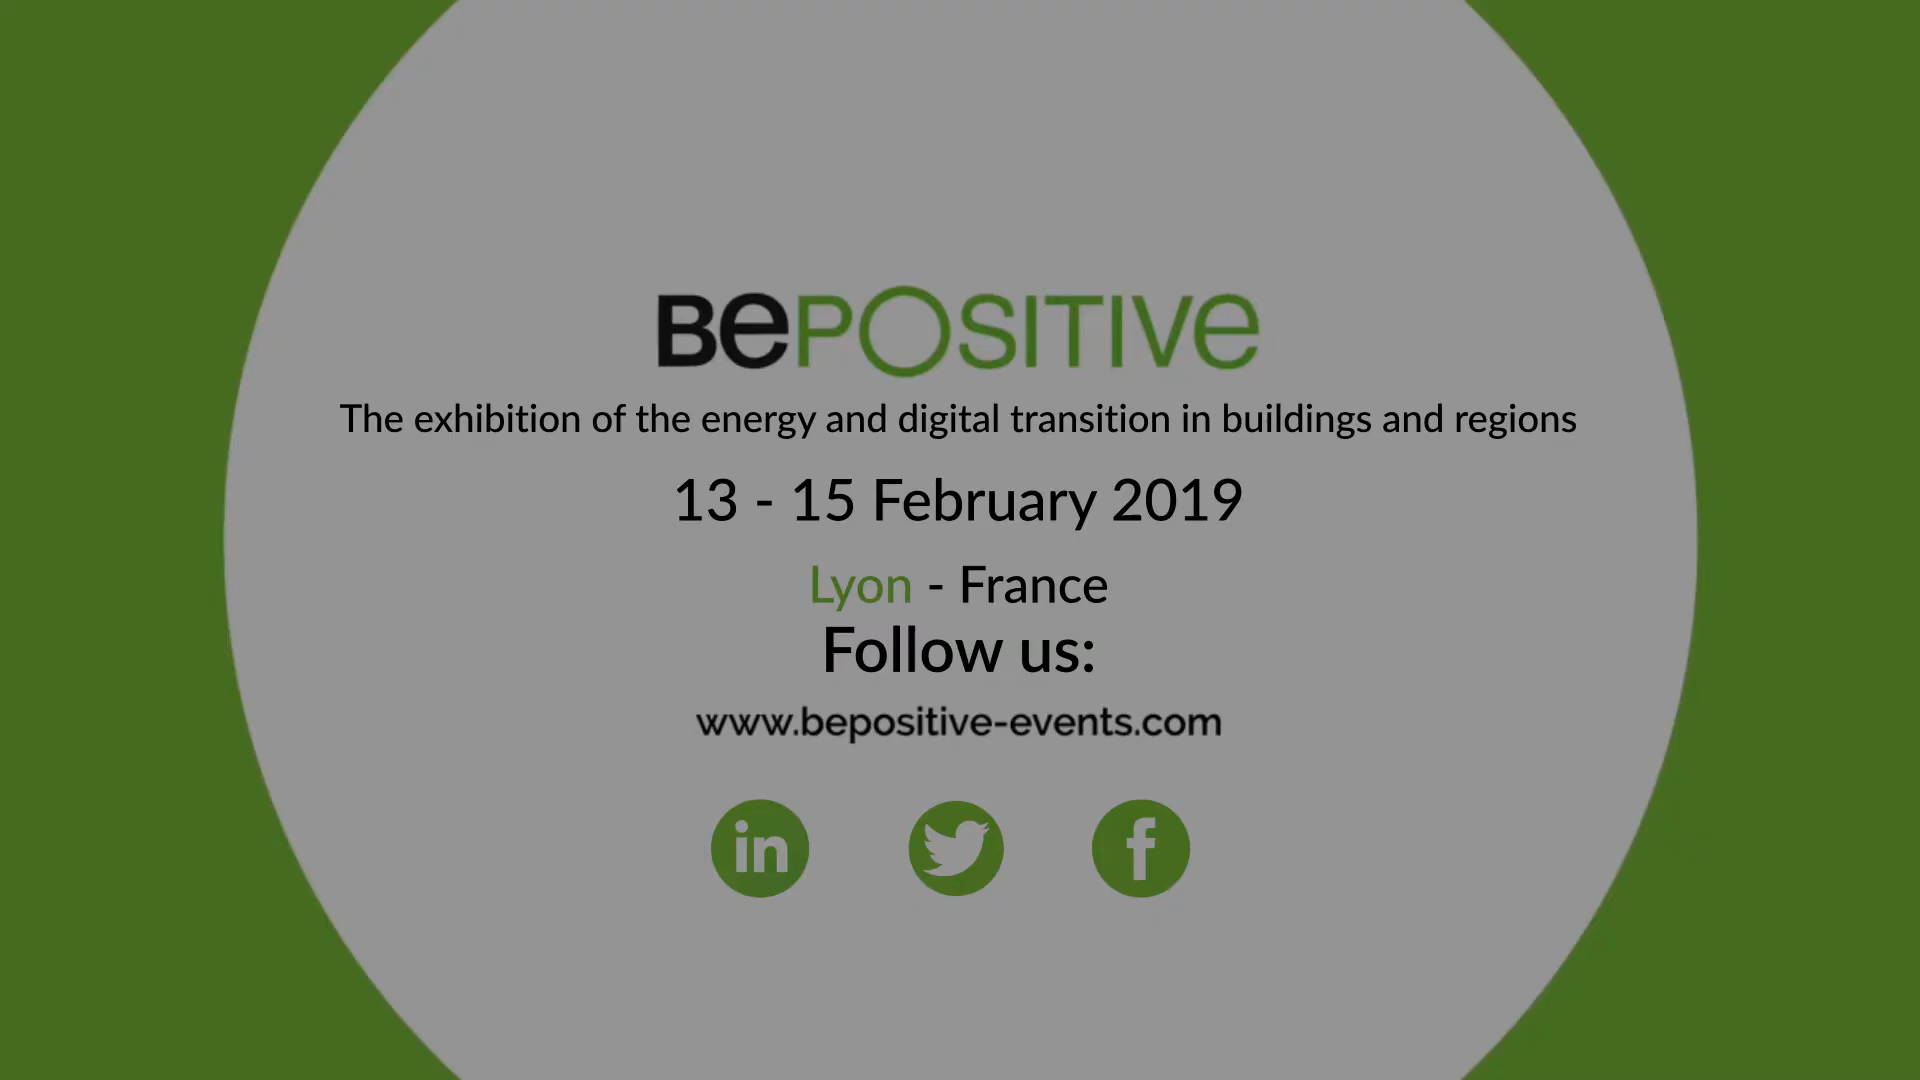 BePOSITIVe
The exhibition of the energy and digital transition in buildings and regions
13 - 15 February 2019
Lyon - France
Follow us:
www.bepositive-events.com
in f